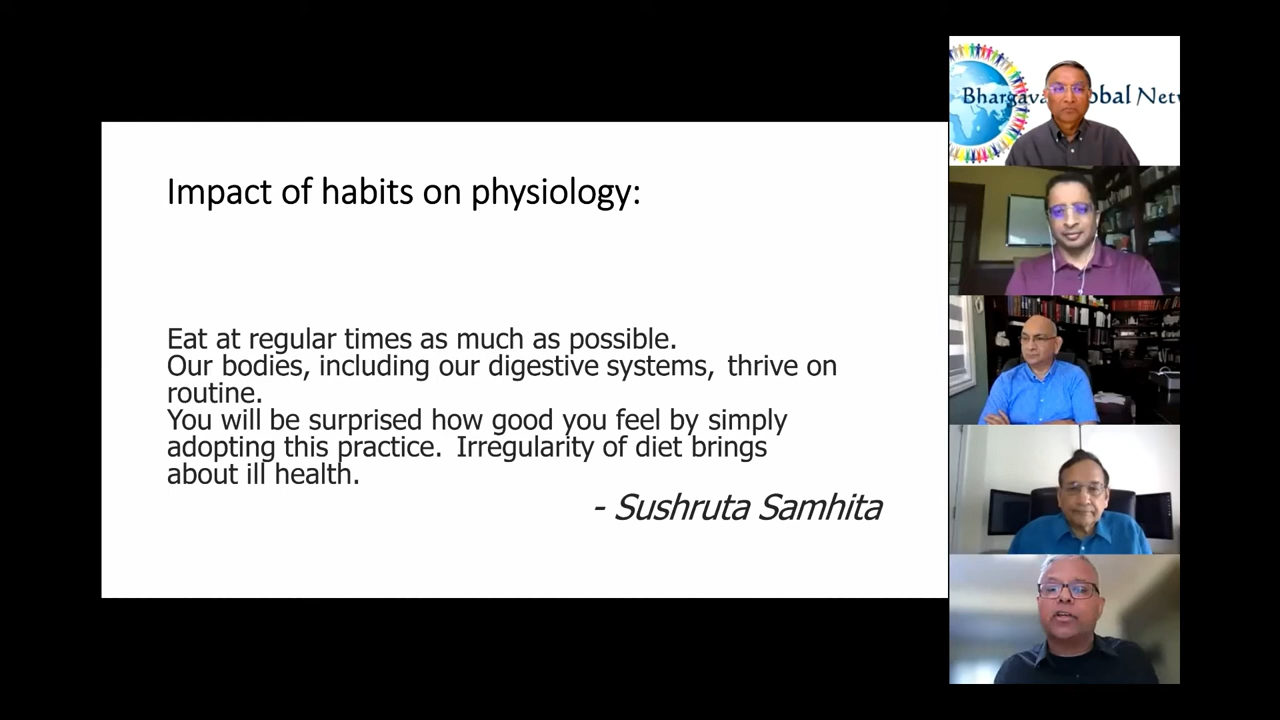 Impact of habits on physiology:
Eat at regular times as much as possible.
Our bodies, including our digestive systems, thrive on
routine.
You will be surprised how good you feel by simply
adopting this practice. Irregularity of diet brings
about ill health.
- Sushruta Samhita
Bhargava